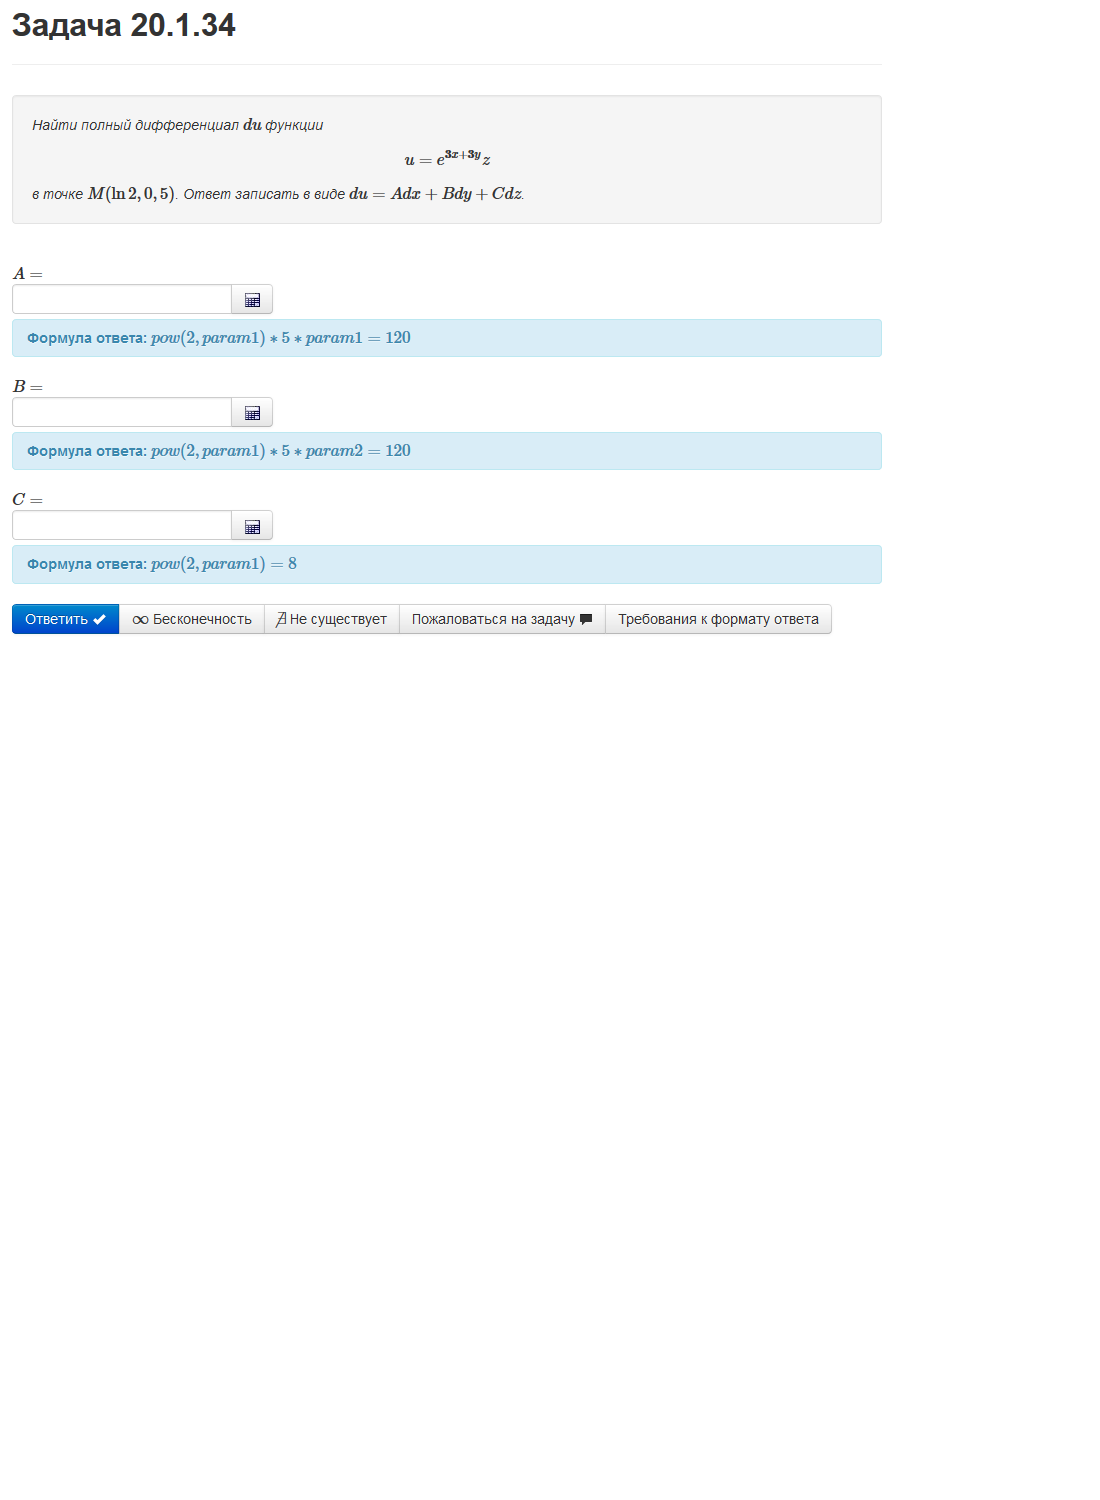 Задача 20.1.34
Найти полный дифференциал du функции
u = e^{3x+3y}z
в точке M(ln 2, 0, 5). Ответ записать в виде du = Adx + Bdy + Cdz.
A =
Формула ответа: pow(2, param1) * 5 * param1 = 120
B =
Формула ответа: pow(2, param1) * 5 * param2 = 120
C =
Формула ответа: pow(2, param1) = 8
Ответить ∞ Бесконечность ∄ Не существует Пожаловаться на задачу Требования к формату ответа